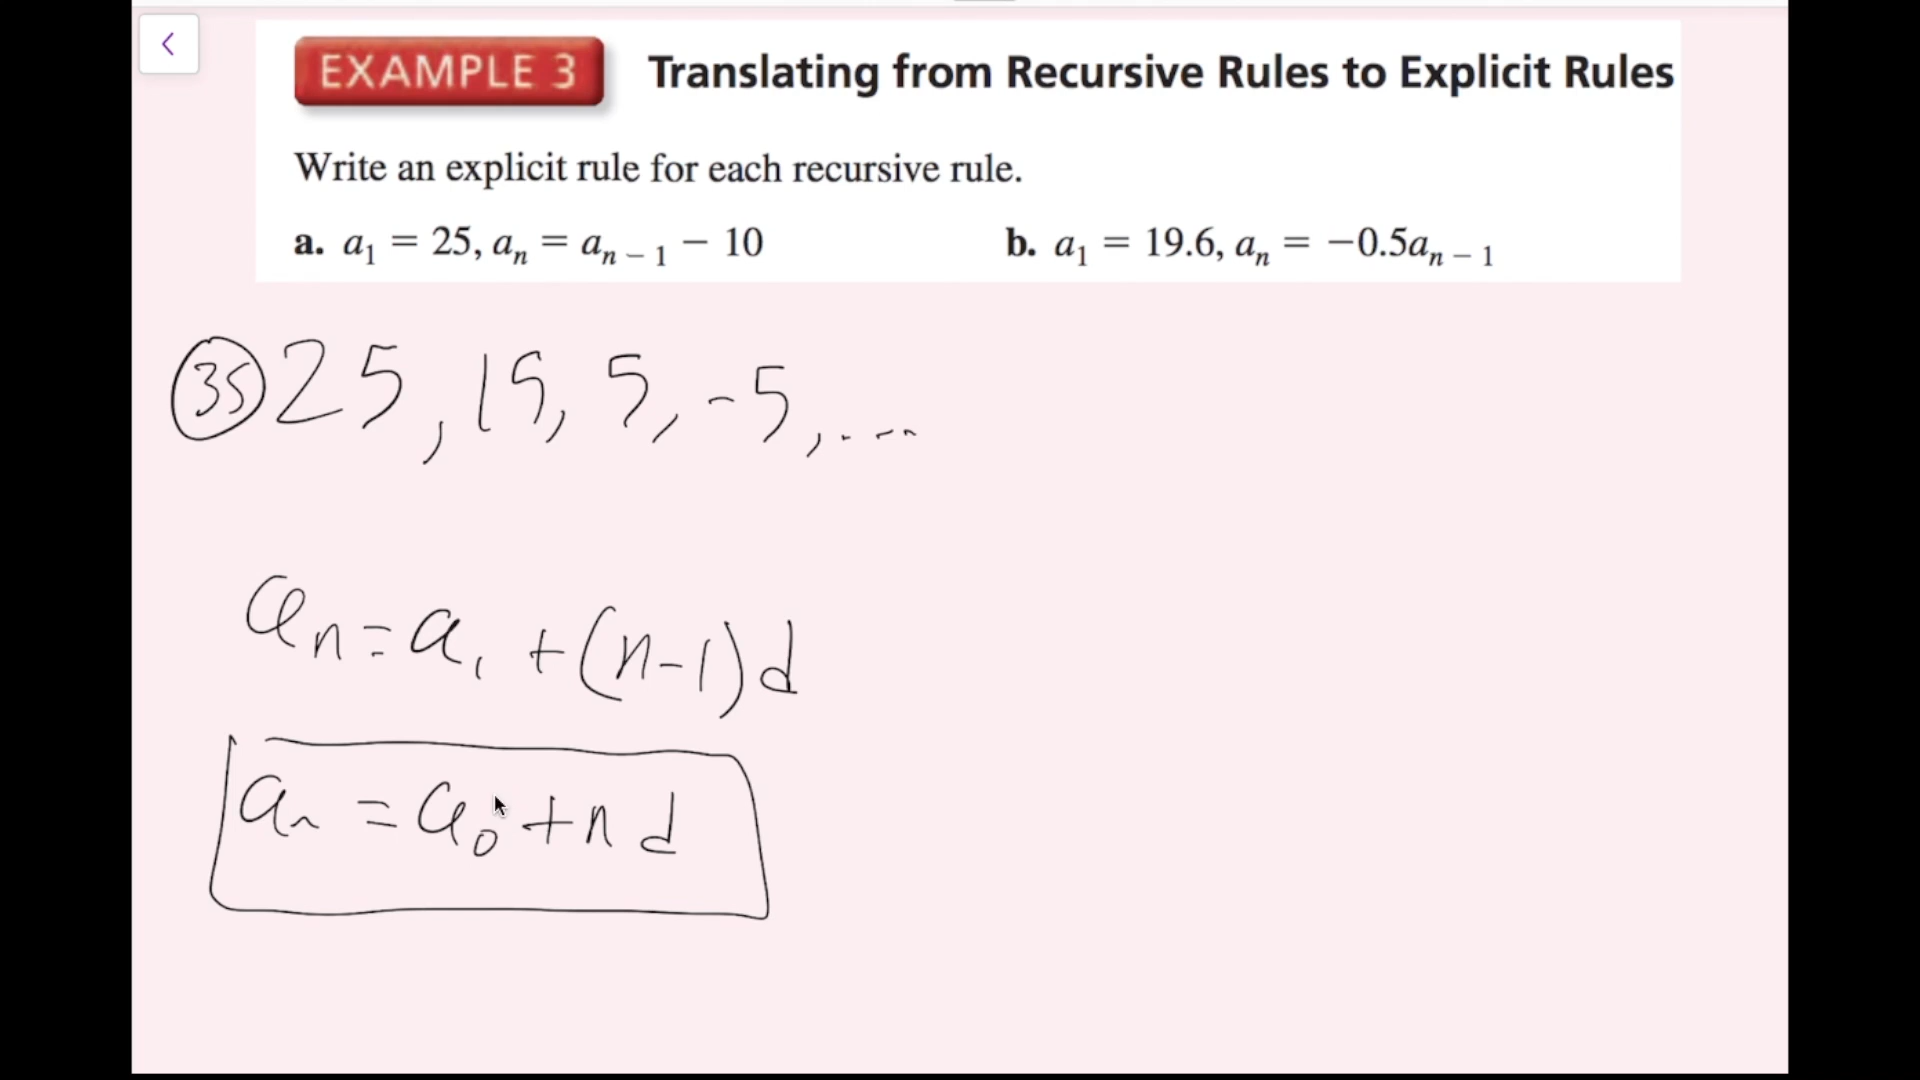 EXAMPLE 3 Translating from Recursive Rules to Explicit Rules
Write an explicit rule for each recursive rule.
a. a₁ = 25, aₙ = aₙ₋₁ − 10 b. a₁ = 19.6, aₙ = −0.5aₙ₋₁
35 25, 15, 5, -5, ....
aₙ = a₁ + (n-1)d
aₙ = a₀ + nd